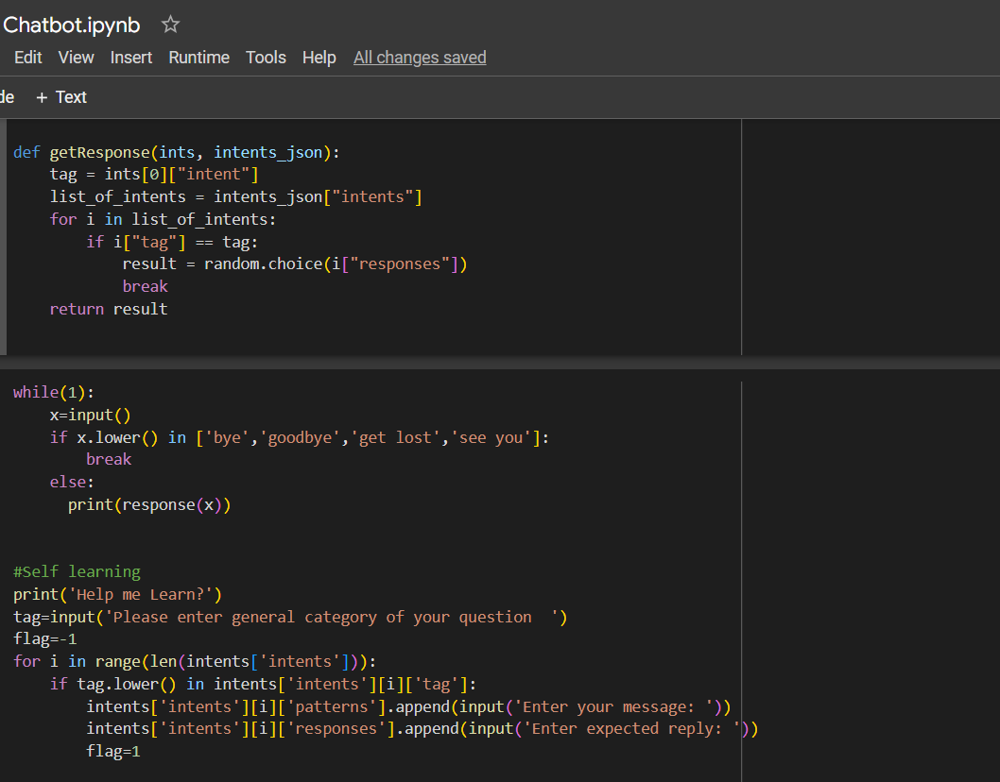 Chatbot.ipynb ☆
Edit View Insert Runtime Tools Help All changes saved
de + Text
def getResponse(ints, intents_json):
    tag = ints[0]["intent"]
    list_of_intents = intents_json["intents"]
    for i in list_of_intents:
        if i["tag"] == tag:
            result = random.choice(i["responses"])
            break
    return result
while(1):
    x=input()
    if x.lower() in ['bye','goodbye','get lost','see you']:
        break
    else:
      print(response(x))
#Self learning
print('Help me Learn?')
tag=input('Please enter general category of your question  ')
flag=-1
for i in range(len(intents['intents'])):
    if tag.lower() in intents['intents'][i]['tag']:
        intents['intents'][i]['patterns'].append(input('Enter your message: '))
        intents['intents'][i]['responses'].append(input('Enter expected reply: '))
        flag=1